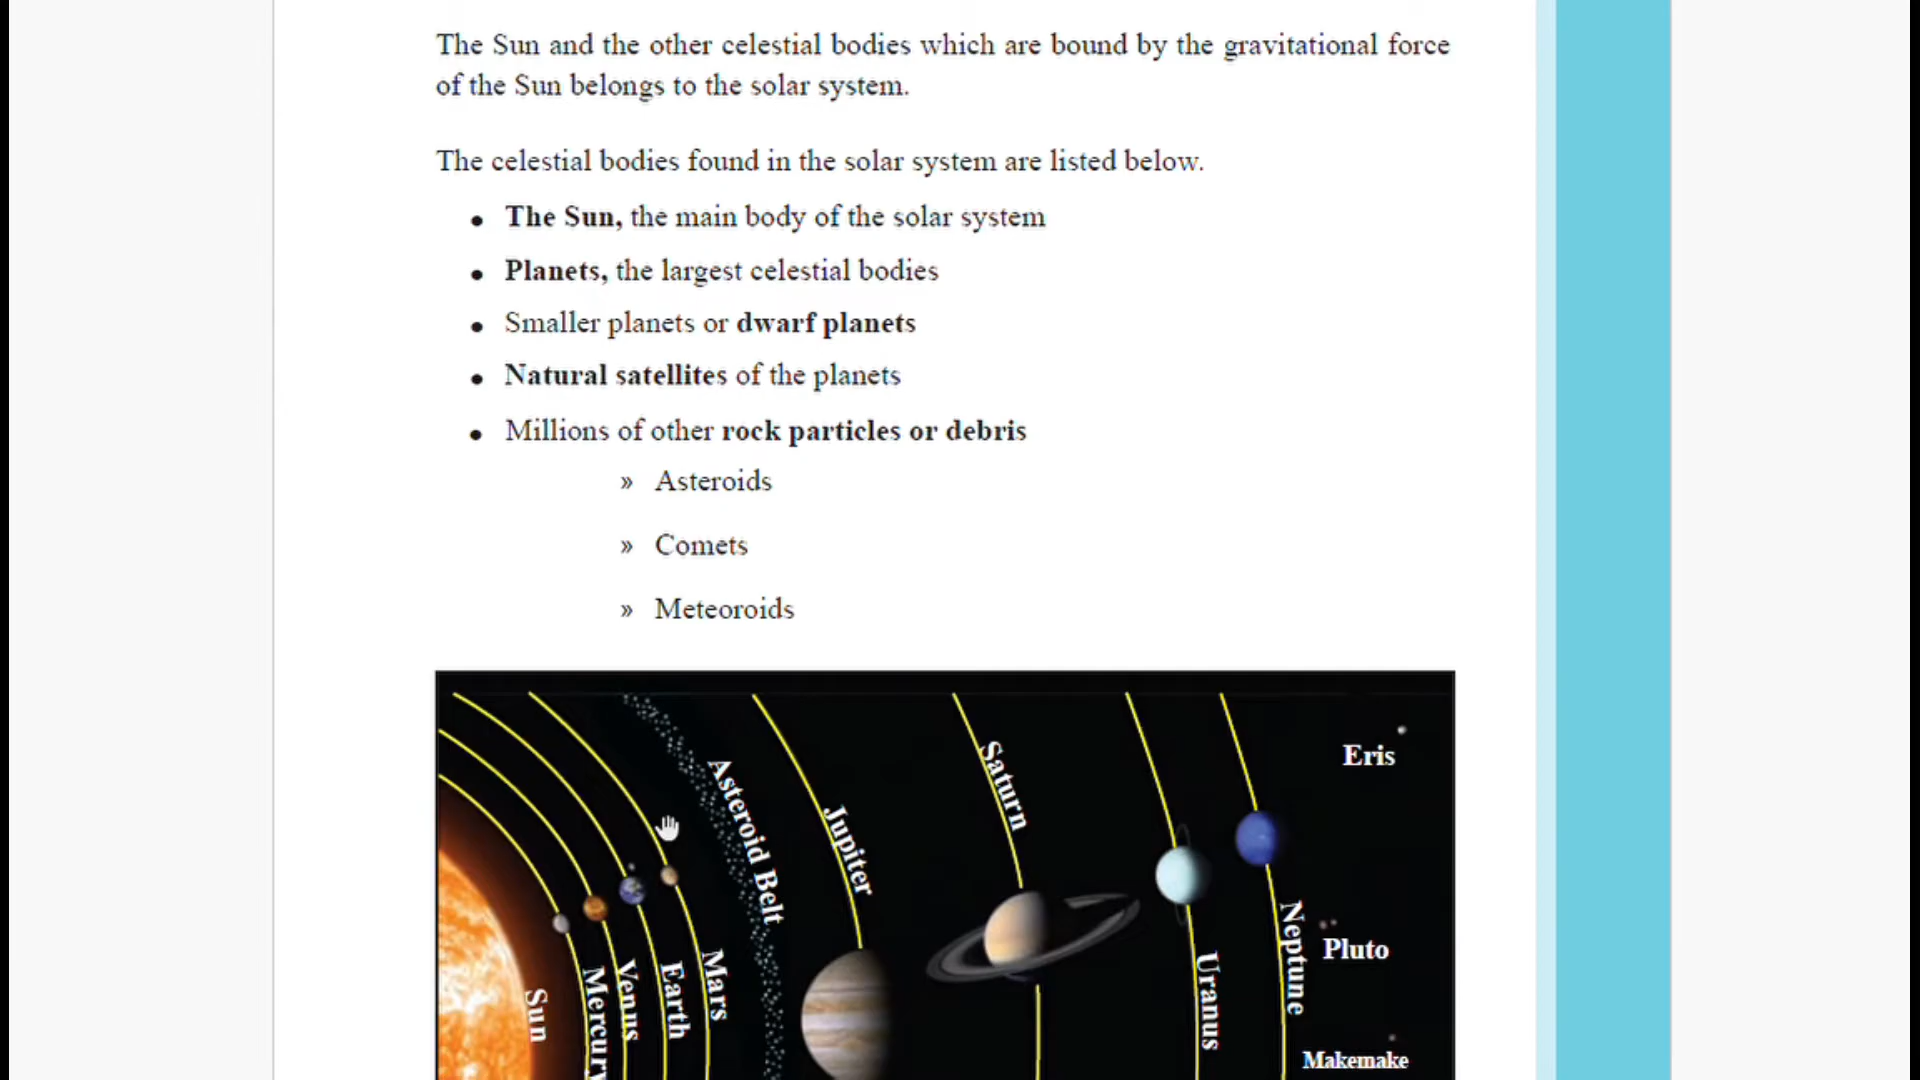 The Sun and the other celestial bodies which are bound by the gravitational force
of the Sun belongs to the solar system.
The celestial bodies found in the solar system are listed below.
• The Sun, the main body of the solar system
• Planets, the largest celestial bodies
• Smaller planets or dwarf planets
• Natural satellites of the planets
• Millions of other rock particles or debris
» Asteroids
» Comets
» Meteoroids
Sun
Mercury
Venus
Earth
Mars
Asteroid Belt
Jupiter
Saturn
Uranus
Neptune
Eris
Pluto
Makemake